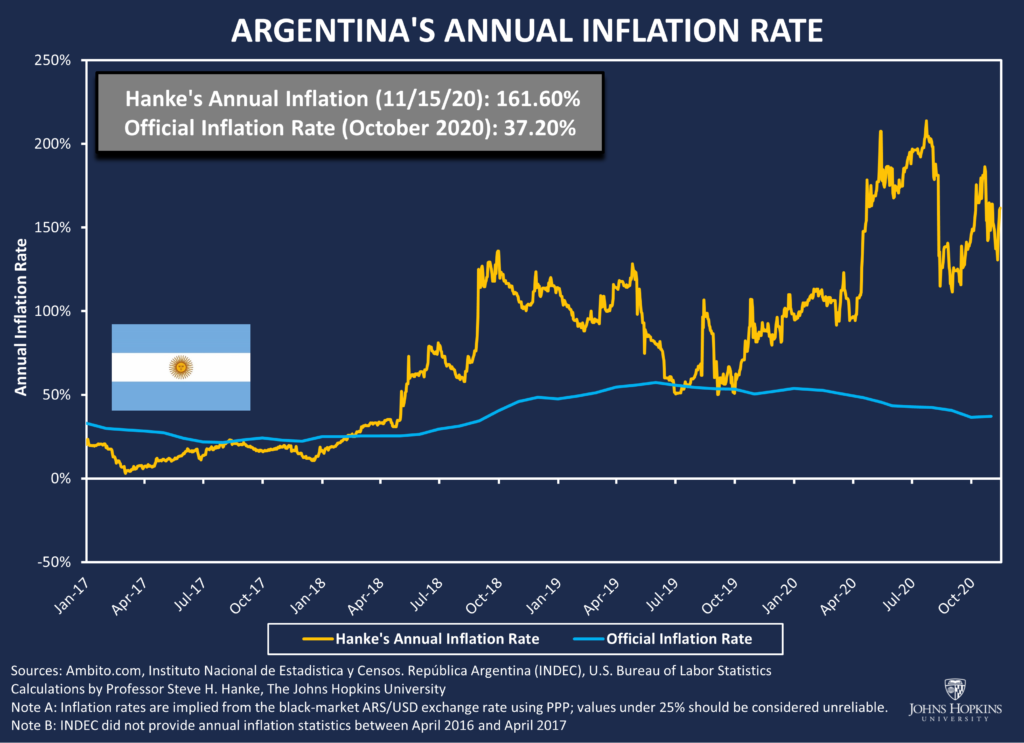 ARGENTINA'S ANNUAL INFLATION RATE
250%
Hanke's Annual Inflation (11/15/20): 161.60%
Official Inflation Rate (October 2020): 37.20%
200%
150%
100%
50%
0%
-50%
Annual Inflation Rate
Jan-17 Apr-17 Jul-17 Oct-17 Jan-18 Apr-18 Jul-18 Oct-18 Jan-19 Apr-19 Jul-19 Oct-19 Jan-20 Apr-20 Jul-20 Oct-20
Hanke's Annual Inflation Rate Official Inflation Rate
Sources: Ambito.com, Instituto Nacional de Estadistica y Censos. República Argentina (INDEC), U.S. Bureau of Labor Statistics
Calculations by Professor Steve H. Hanke, The Johns Hopkins University
Note A: Inflation rates are implied from the black-market ARS/USD exchange rate using PPP; values under 25% should be considered unreliable.
Note B: INDEC did not provide annual inflation statistics between April 2016 and April 2017
JOHNS HOPKINS
UNIVERSITY